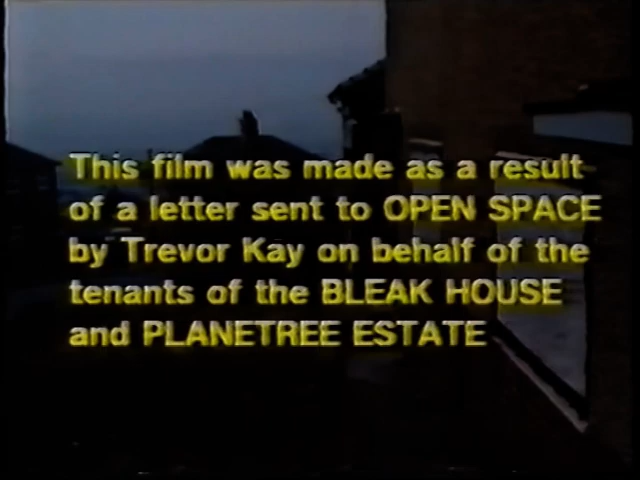 This film was made as a result
of a letter sent to OPEN SPACE
by Trevor Kay on behalf of the
tenants of the BLEAK HOUSE
and PLANETREE ESTATE